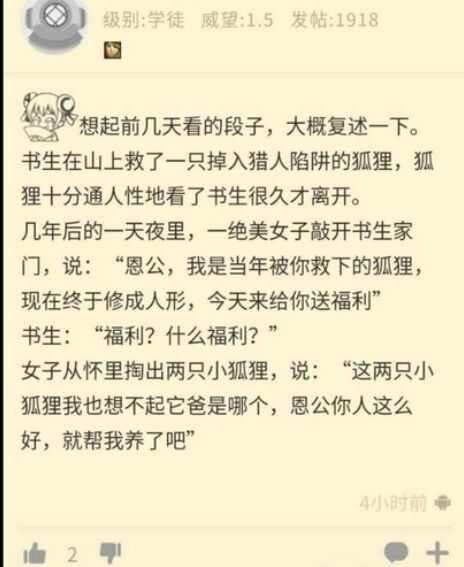 级别:学徒 威望:1.5 发帖:1918
想起前几天看的段子，大概复述一下。
书生在山上救了一只掉入猎人陷阱的狐狸，狐
狸十分通人性地看了书生很久才离开。
几年后的一天夜里，一绝美女子敲开书生家
门，说：“恩公，我是当年被你救下的狐狸，
现在终于修成人形，今天来给你送福利”
书生：“福利？什么福利？”
女子从怀里掏出两只小狐狸，说：“这两只小
狐狸我也想不起它爸是哪个，恩公你人这么
好，就帮我养了吧”
4小时前
2